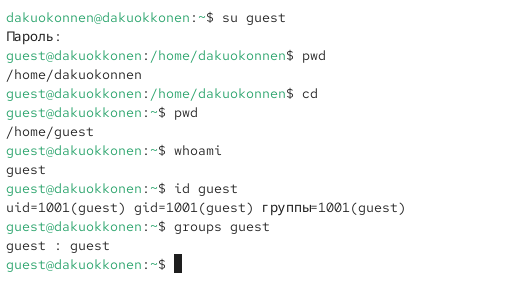 dakuokonnen@dakuokkonen:~$ su guest
Пароль:
guest@dakuokkonen:/home/dakuokonnen$ pwd
/home/dakuokonnen
guest@dakuokkonen:/home/dakuokonnen$ cd
guest@dakuokkonen:~$ pwd
/home/guest
guest@dakuokkonen:~$ whoami
guest
guest@dakuokkonen:~$ id guest
uid=1001(guest) gid=1001(guest) группы=1001(guest)
guest@dakuokkonen:~$ groups guest
guest : guest
guest@dakuokkonen:~$